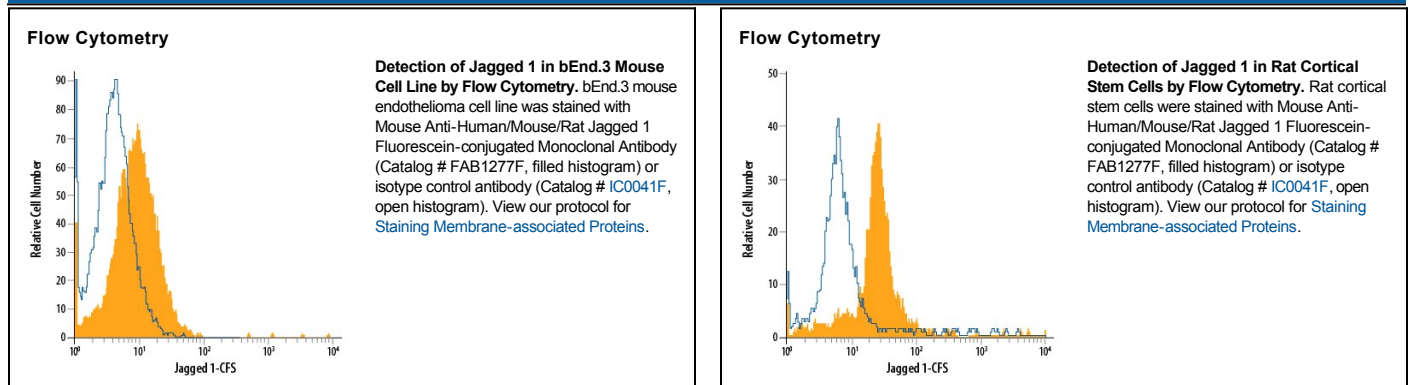 Flow Cytometry
90
80
70
60
50
40
30
20
10
0
Relative Cell Number
10⁰ 10¹ 10² 10³ 10⁴
Jagged 1-CFS
Detection of Jagged 1 in bEnd.3 Mouse
Cell Line by Flow Cytometry. bEnd.3 mouse
endothelioma cell line was stained with
Mouse Anti-Human/Mouse/Rat Jagged 1
Fluorescein-conjugated Monoclonal Antibody
(Catalog # FAB1277F, filled histogram) or
isotype control antibody (Catalog # IC0041F,
open histogram). View our protocol for
Staining Membrane-associated Proteins.
Flow Cytometry
50
40
30
20
10
0
Relative Cell Number
10⁰ 10¹ 10² 10³ 10⁴
Jagged 1-CFS
Detection of Jagged 1 in Rat Cortical
Stem Cells by Flow Cytometry. Rat cortical
stem cells were stained with Mouse Anti-
Human/Mouse/Rat Jagged 1 Fluorescein-
conjugated Monoclonal Antibody (Catalog #
FAB1277F, filled histogram) or isotype
control antibody (Catalog # IC0041F, open
histogram). View our protocol for Staining
Membrane-associated Proteins.